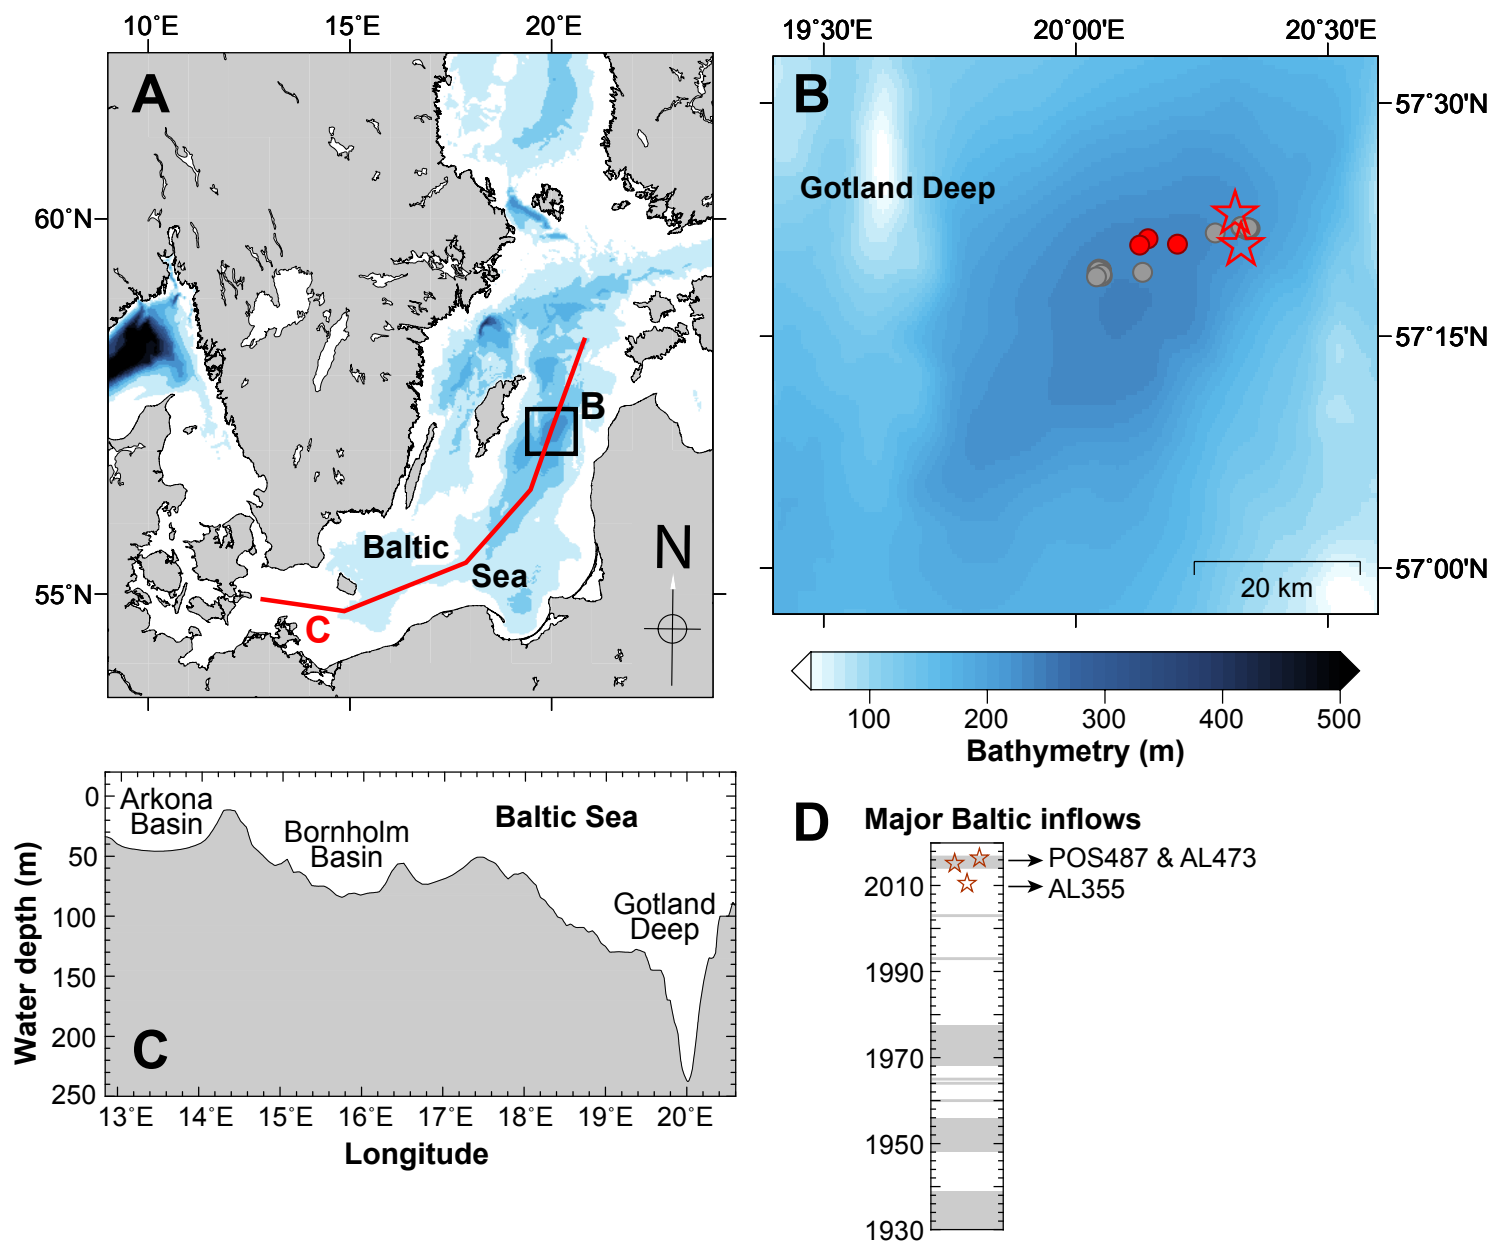 10°E 15°E 20°E
A
60°N
55°N
B
Baltic
Sea
C
N
19°30'E 20°00'E 20°30'E
B
57°30'N
Gotland Deep
57°15'N
57°00'N
20 km
100 200 300 400 500
Bathymetry (m)
Water depth (m)
0
50
100
150
200
250
Arkona
Basin
Bornholm
Basin
Baltic Sea
Gotland
Deep
C
13°E 14°E 15°E 16°E 17°E 18°E 19°E 20°E
Longitude
D
Major Baltic inflows
POS487 & AL473
AL355
2010
1990
1970
1950
1930